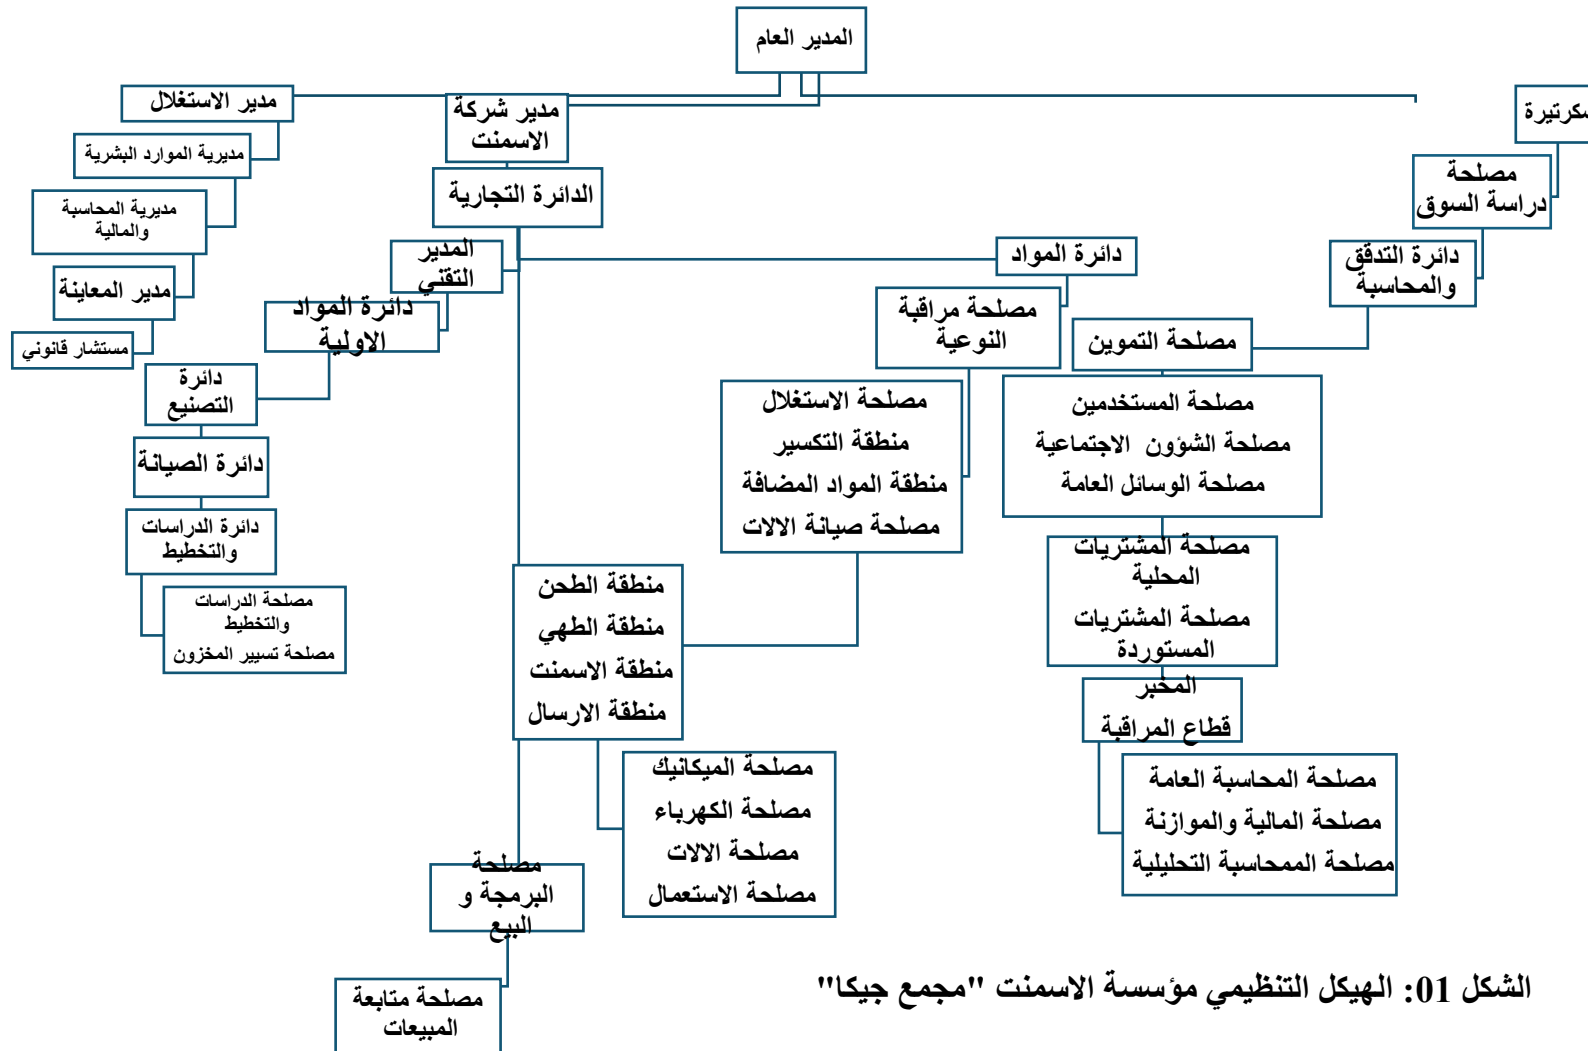 المدير العام
سكرتيرة
مدير شركة
الاسمنت
مدير الاستغلال
مديرية الموارد البشرية
مديرية المحاسبة
والمالية
مدير المعاينة
مستشار قانوني
الدائرة التجارية
مصلحة
دراسة السوق
دائرة التدقق
والمحاسبة
دائرة المواد
المدير
التقني
دائرة المواد
الاولية
دائرة
التصنيع
دائرة الصيانة
دائرة الدراسات
والتخطيط
مصلحة الدراسات
والتخطيط
مصلحة تسيير المخزون
مصلحة مراقبة
النوعية
مصلحة التموين
مصلحة الاستغلال
منطقة التكسير
منطقة المواد المضافة
مصلحة صيانة الالات
مصلحة المستخدمين
مصلحة الشؤون الاجتماعية
مصلحة الوسائل العامة
مصلحة المشتريات
المحلية
مصلحة المشتريات
المستوردة
منطقة الطحن
منطقة الطهي
منطقة الاسمنت
منطقة الارسال
المخبر
قطاع المراقبة
مصلحة الميكانيك
مصلحة الكهرباء
مصلحة الالات
مصلحة الاستعمال
مصلحة المحاسبة العامة
مصلحة المالية والموازنة
مصلحة الممحاسبة التحليلية
مصلحة
البرمجة و
البيع
مصلحة متابعة
المبيعات
الشكل 01: الهيكل التنظيمي مؤسسة الاسمنت "مجمع جيكا"